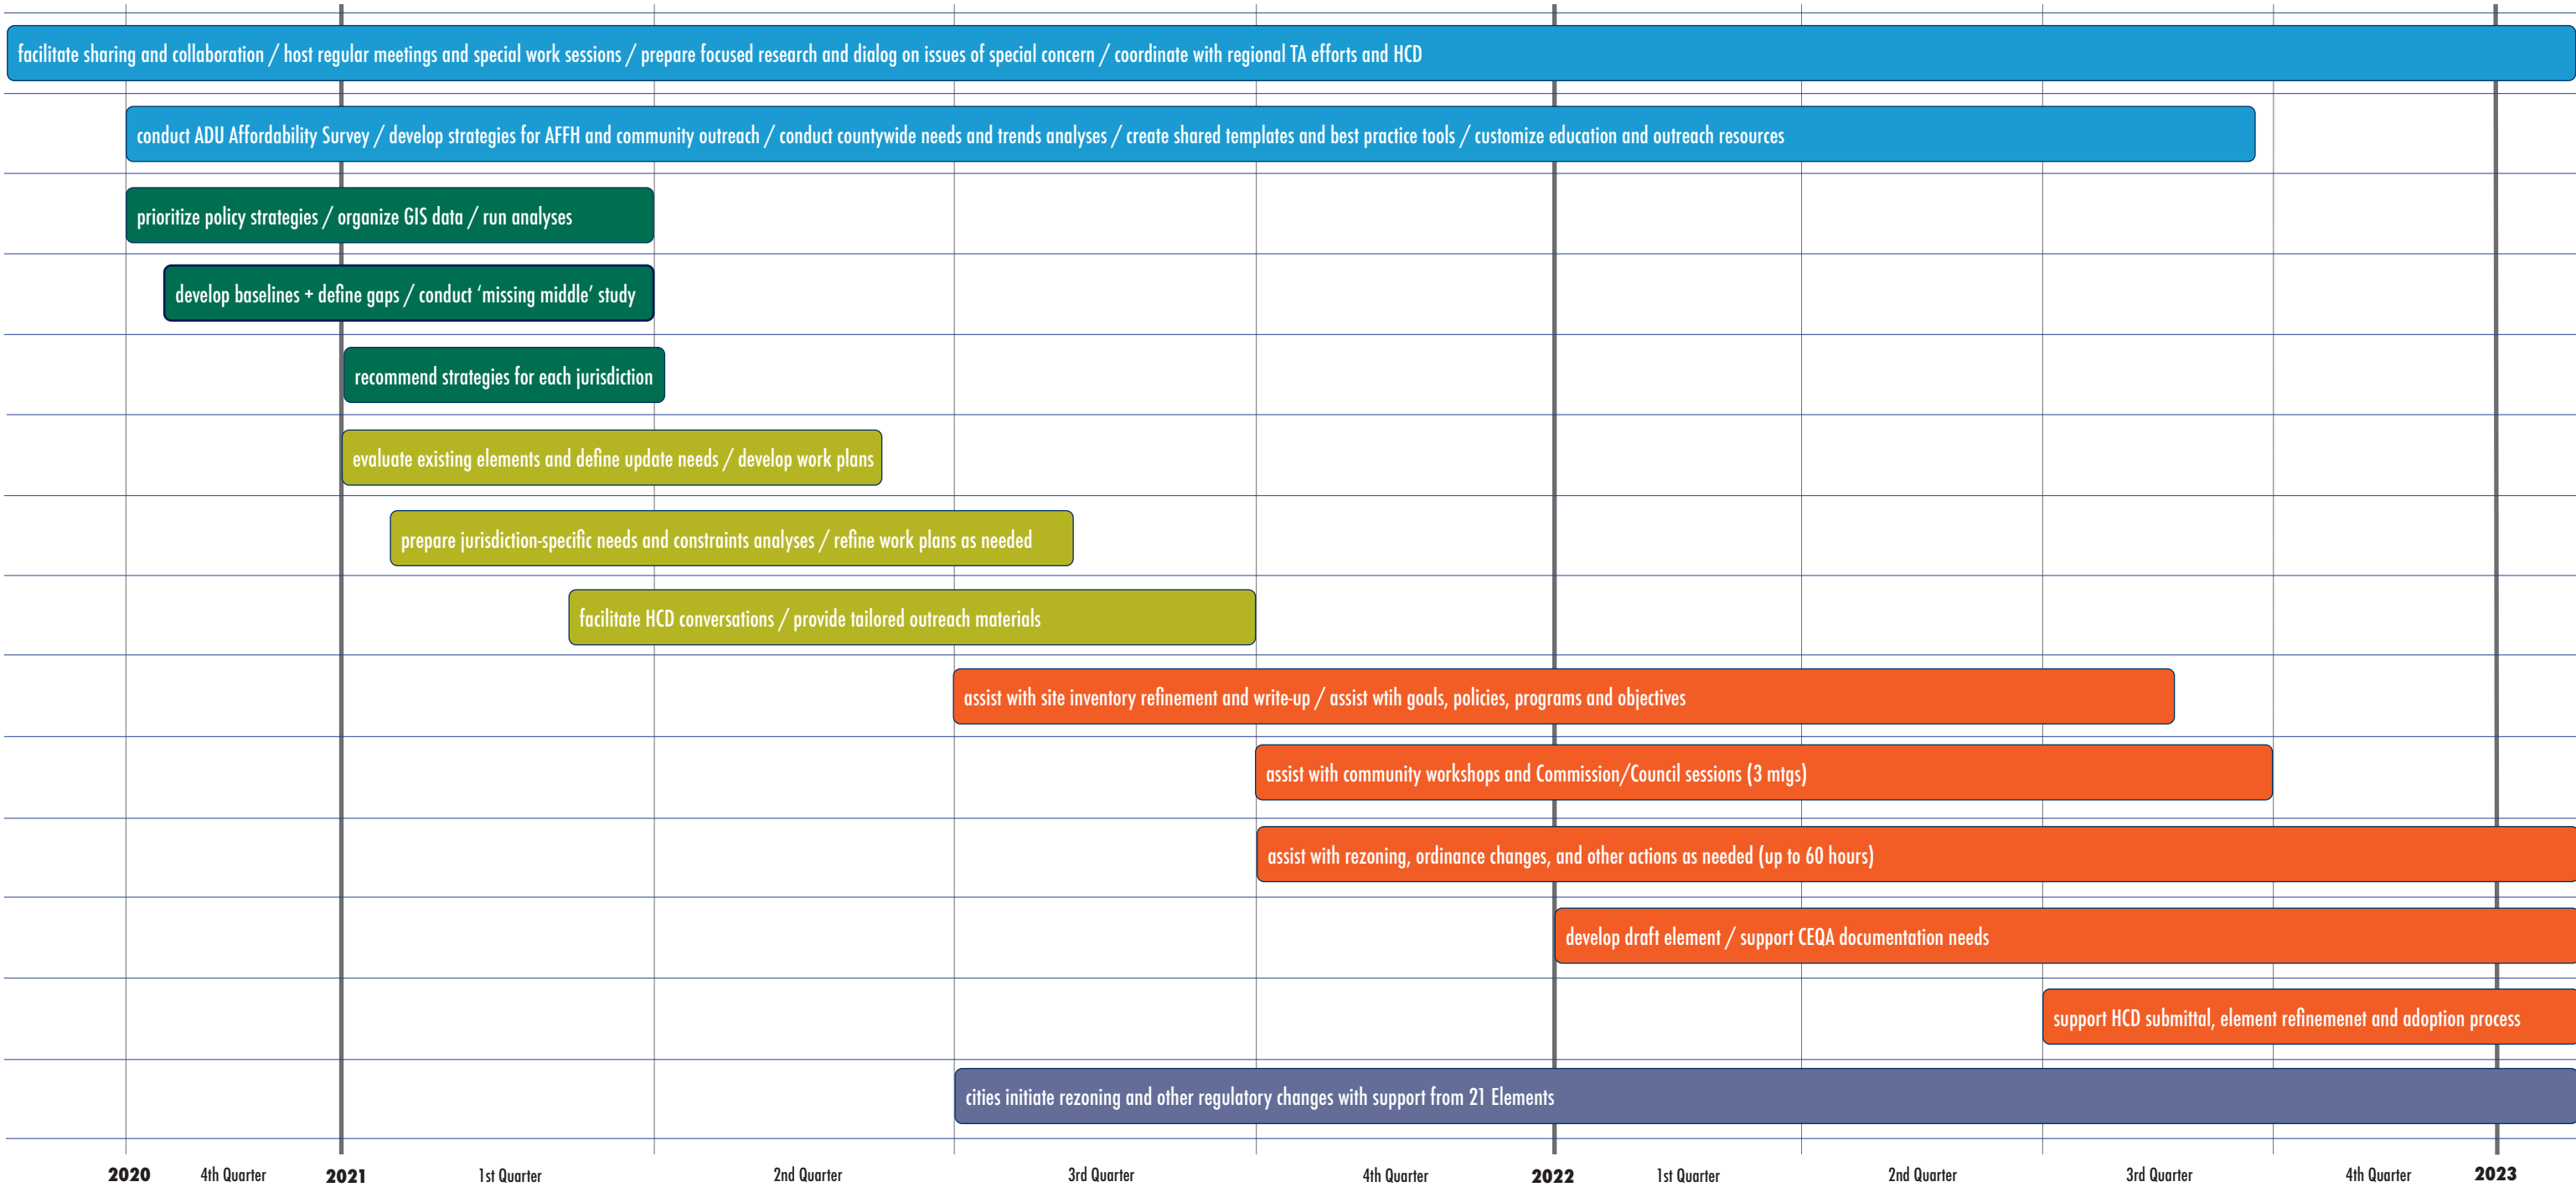 facilitate sharing and collaboration / host regular meetings and special work sessions / prepare focused research and dialog on issues of special concern / coordinate with regional TA efforts and HCD
conduct ADU Affordability Survey / develop strategies for AFFH and community outreach / conduct countywide needs and trends analyses / create shared templates and best practice tools / customize education and outreach resources
prioritize policy strategies / organize GIS data / run analyses
develop baselines + define gaps / conduct ‘missing middle’ study
recommend strategies for each jurisdiction
evaluate existing elements and define update needs / develop work plans
prepare jurisdiction-specific needs and constraints analyses / refine work plans as needed
facilitate HCD conversations / provide tailored outreach materials
assist with site inventory refinement and write-up / assist wtih goals, policies, programs and objectives
assist with community workshops and Commission/Council sessions (3 mtgs)
assist with rezoning, ordinance changes, and other actions as needed (up to 60 hours)
develop draft element / support CEQA documentation needs
support HCD submittal, element refinemenet and adoption process
cities initiate rezoning and other regulatory changes with support from 21 Elements
2020 4th Quarter 2021 1st Quarter 2nd Quarter 3rd Quarter 4th Quarter 2022 1st Quarter 2nd Quarter 3rd Quarter 4th Quarter 2023